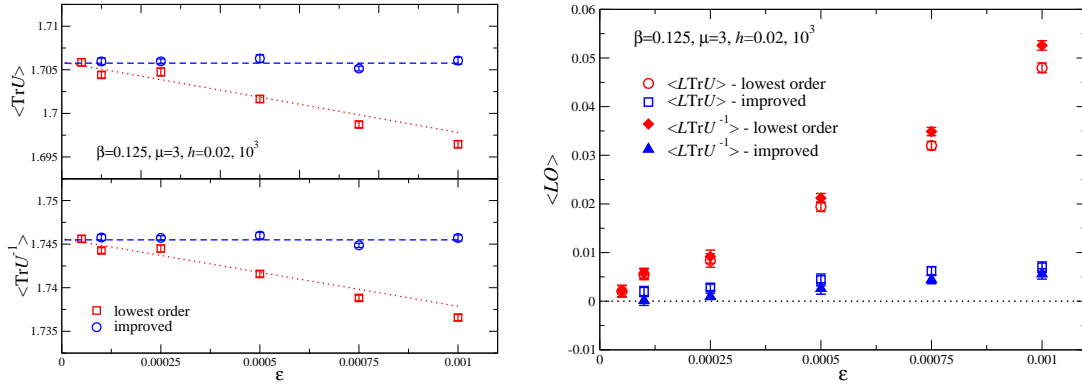 1.71
1.705
1.7
1.695
<TrU>
β=0.125, μ=3, h=0.02, 10³
1.75
1.745
1.74
1.735
<TrU⁻¹>
lowest order
improved
0 0.00025 0.0005 0.00075 0.001
ε
0.06
0.05
0.04
0.03
0.02
0.01
0
-0.01
<LO>
β=0.125, μ=3, h=0.02, 10³
<LTrU> - lowest order
<LTrU> - improved
<LTrU⁻¹> - lowest order
<LTrU⁻¹> - improved
0 0.00025 0.0005 0.00075 0.001
ε